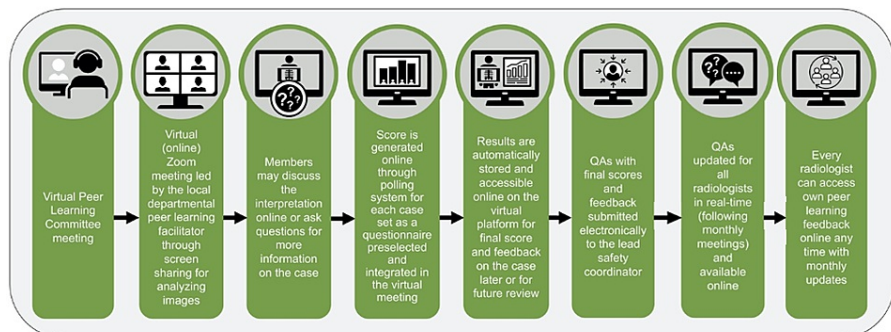 Virtual Peer
Learning
Committee
meeting
Virtual
(online)
Zoom
meeting led
by the local
departmental
peer learning
facilitator
through
screen
sharing for
analyzing
images
Members
may discuss
the
interpretation
online or ask
questions for
more
information
on the case
Score is
generated
online
through
polling
system for
each case
set as a
questionnaire
preselected
and
integrated in
the virtual
meeting
Results are
automatically
stored and
accessible
online on the
virtual
platform for
final score
and feedback
on the case
later or for
future review
QAs with
final scores
and
feedback
submitted
electronically
to the lead
safety
coordinator
QAs
updated for
all
radiologists
in real-time
(following
monthly
meetings)
and
available
online
Every
radiologist
can access
own peer
learning
feedback
online any
time with
monthly
updates